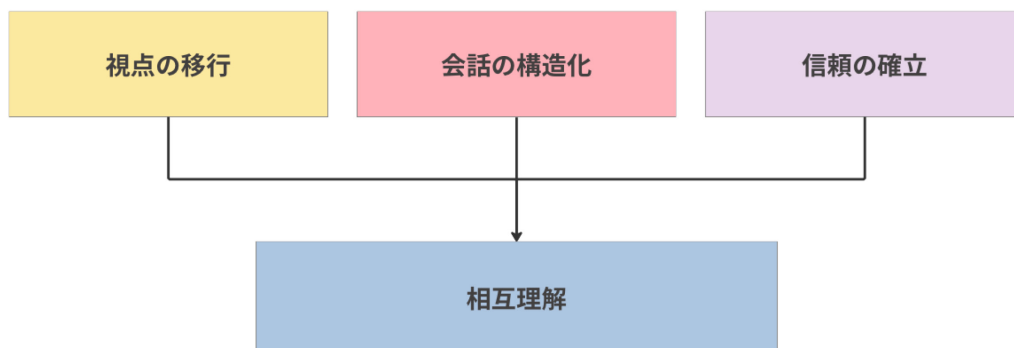 視点の移行
会話の構造化
信頼の確立
相互理解